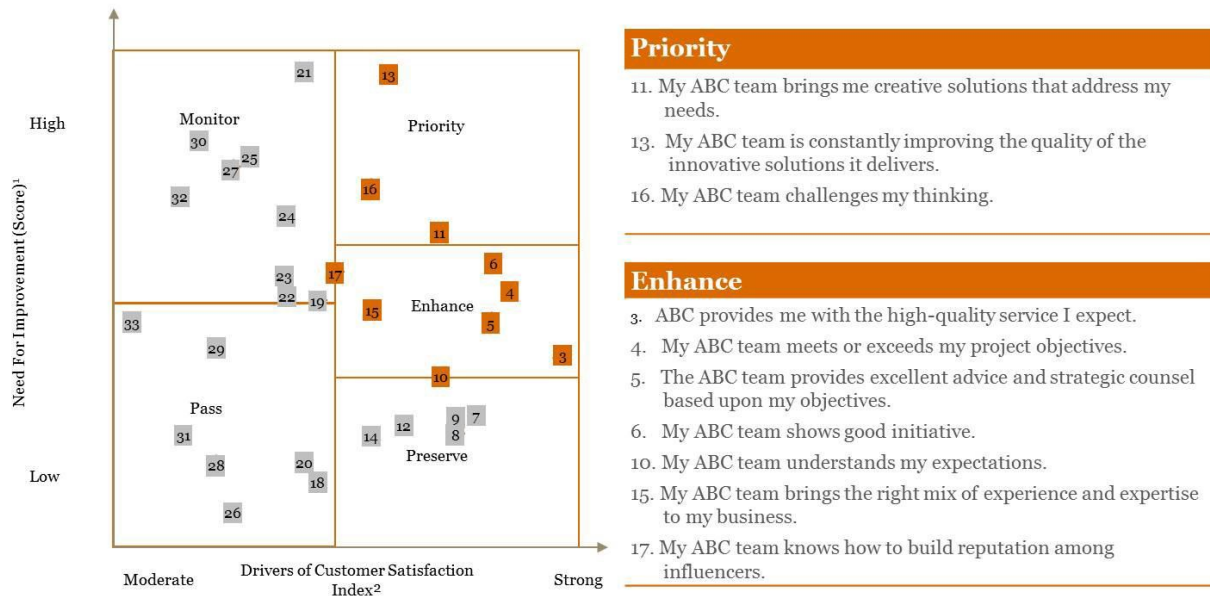 High
Need For Improvement (Score)¹
Low
Monitor
Priority
Enhance
Pass
Preserve
21
13
30
25
27
32
16
24
11
6
17
23
4
22
19
15
5
33
29
3
10
9
7
12
8
14
31
28
20
18
26
Moderate
Drivers of Customer Satisfaction
Index²
Strong
Priority
11. My ABC team brings me creative solutions that address my
needs.
13. My ABC team is constantly improving the quality of the
innovative solutions it delivers.
16. My ABC team challenges my thinking.
Enhance
3. ABC provides me with the high-quality service I expect.
4. My ABC team meets or exceeds my project objectives.
5. The ABC team provides excellent advice and strategic counsel
based upon my objectives.
6. My ABC team shows good initiative.
10. My ABC team understands my expectations.
15. My ABC team brings the right mix of experience and expertise
to my business.
17. My ABC team knows how to build reputation among
influencers.